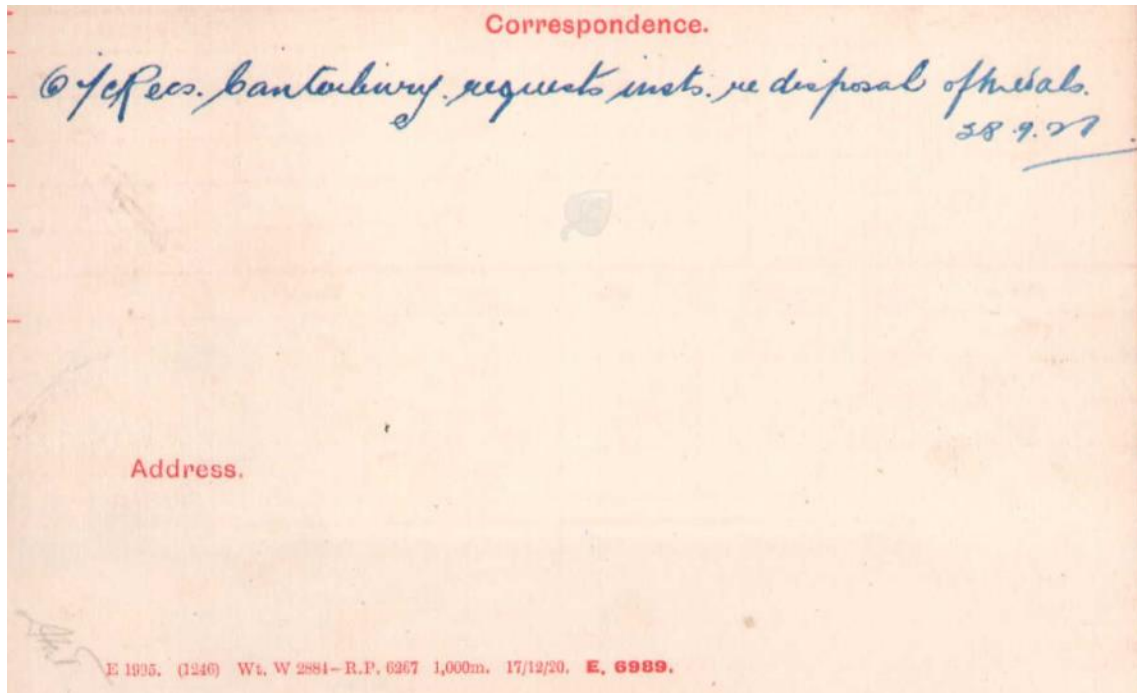 Correspondence.
O i/c Recs. Canterbury. requests insts. re disposal of medals.
28.9.21
Address.
E 1935. (1246) Wt. W 2884–R.P. 6267 1,000m. 17/12/20. E. 6989.